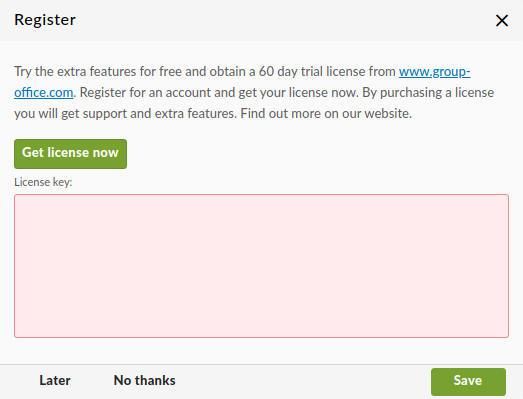 Register
Try the extra features for free and obtain a 60 day trial license from www.group-
office.com. Register for an account and get your license now. By purchasing a license
you will get support and extra features. Find out more on our website.
Get license now
License key:
Later No thanks Save